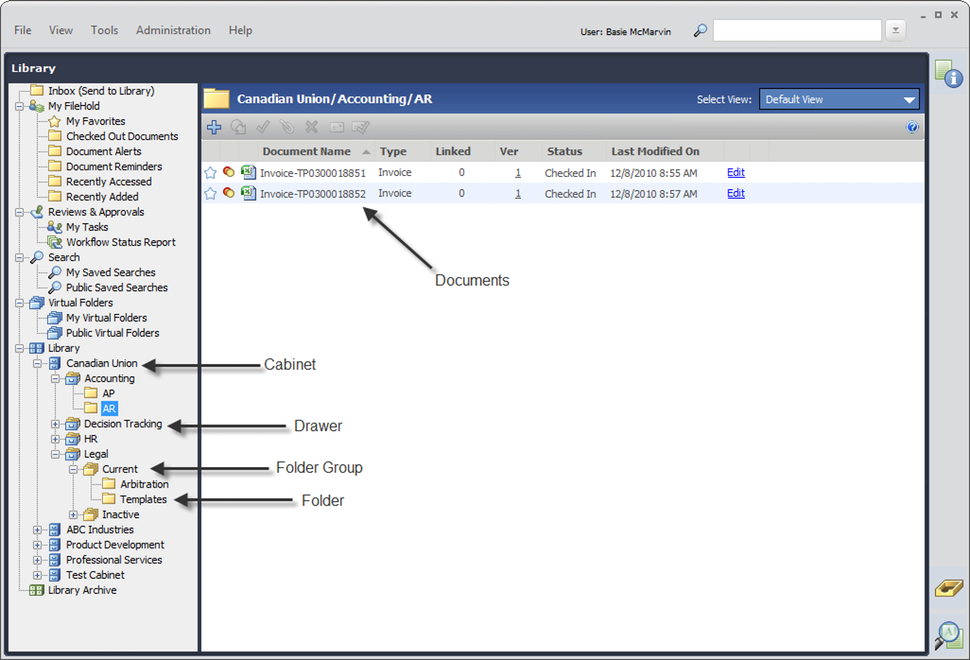 File View Tools Administration Help User: Basie McMarvin
Library
Inbox (Send to Library)
My FileHold
My Favorites
Checked Out Documents
Document Alerts
Document Reminders
Recently Accessed
Recently Added
Reviews & Approvals
My Tasks
Workflow Status Report
Search
My Saved Searches
Public Saved Searches
Virtual Folders
My Virtual Folders
Public Virtual Folders
Library
Canadian Union
Accounting
AP
AR
Decision Tracking
HR
Legal
Current
Arbitration
Templates
Inactive
ABC Industries
Product Development
Professional Services
Test Cabinet
Library Archive
Canadian Union/Accounting/AR Select View: Default View
Document Name Type Linked Ver Status Last Modified On
Invoice-TP0300018851 Invoice 0 1 Checked In 12/8/2010 8:55 AM Edit
Invoice-TP0300018852 Invoice 0 1 Checked In 12/8/2010 8:57 AM Edit
Documents
Cabinet
Drawer
Folder Group
Folder